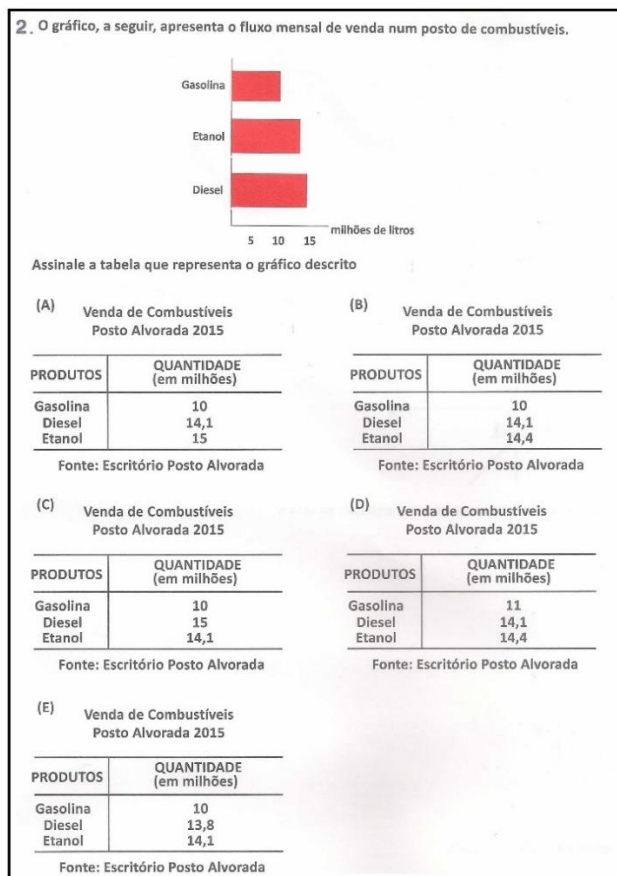 2. O gráfico, a seguir, apresenta o fluxo mensal de venda num posto de combustíveis.
Gasolina
Etanol
Diesel
milhões de litros
5 10 15
Assinale a tabela que representa o gráfico descrito
(A) Venda de Combustíveis
Posto Alvorada 2015
PRODUTOS QUANTIDADE
(em milhões)
Gasolina 10
Diesel 14,1
Etanol 15
Fonte: Escritório Posto Alvorada
(B) Venda de Combustíveis
Posto Alvorada 2015
PRODUTOS QUANTIDADE
(em milhões)
Gasolina 10
Diesel 14,1
Etanol 14,4
Fonte: Escritório Posto Alvorada
(C) Venda de Combustíveis
Posto Alvorada 2015
PRODUTOS QUANTIDADE
(em milhões)
Gasolina 10
Diesel 15
Etanol 14,1
Fonte: Escritório Posto Alvorada
(D) Venda de Combustíveis
Posto Alvorada 2015
PRODUTOS QUANTIDADE
(em milhões)
Gasolina 11
Diesel 14,1
Etanol 14,4
Fonte: Escritório Posto Alvorada
(E) Venda de Combustíveis
Posto Alvorada 2015
PRODUTOS QUANTIDADE
(em milhões)
Gasolina 10
Diesel 13,8
Etanol 14,1
Fonte: Escritório Posto Alvorada